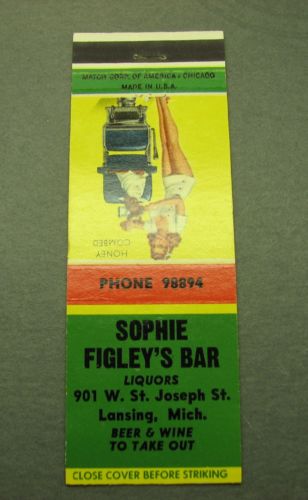 MATCH CORP. OF AMERICA - CHICAGO
MADE IN U.S.A.
HONEY
COMBED
PHONE 98894
SOPHIE
FIGLEY'S BAR
LIQUORS
901 W. St. Joseph St.
Lansing, Mich.
BEER & WINE
TO TAKE OUT
CLOSE COVER BEFORE STRIKING